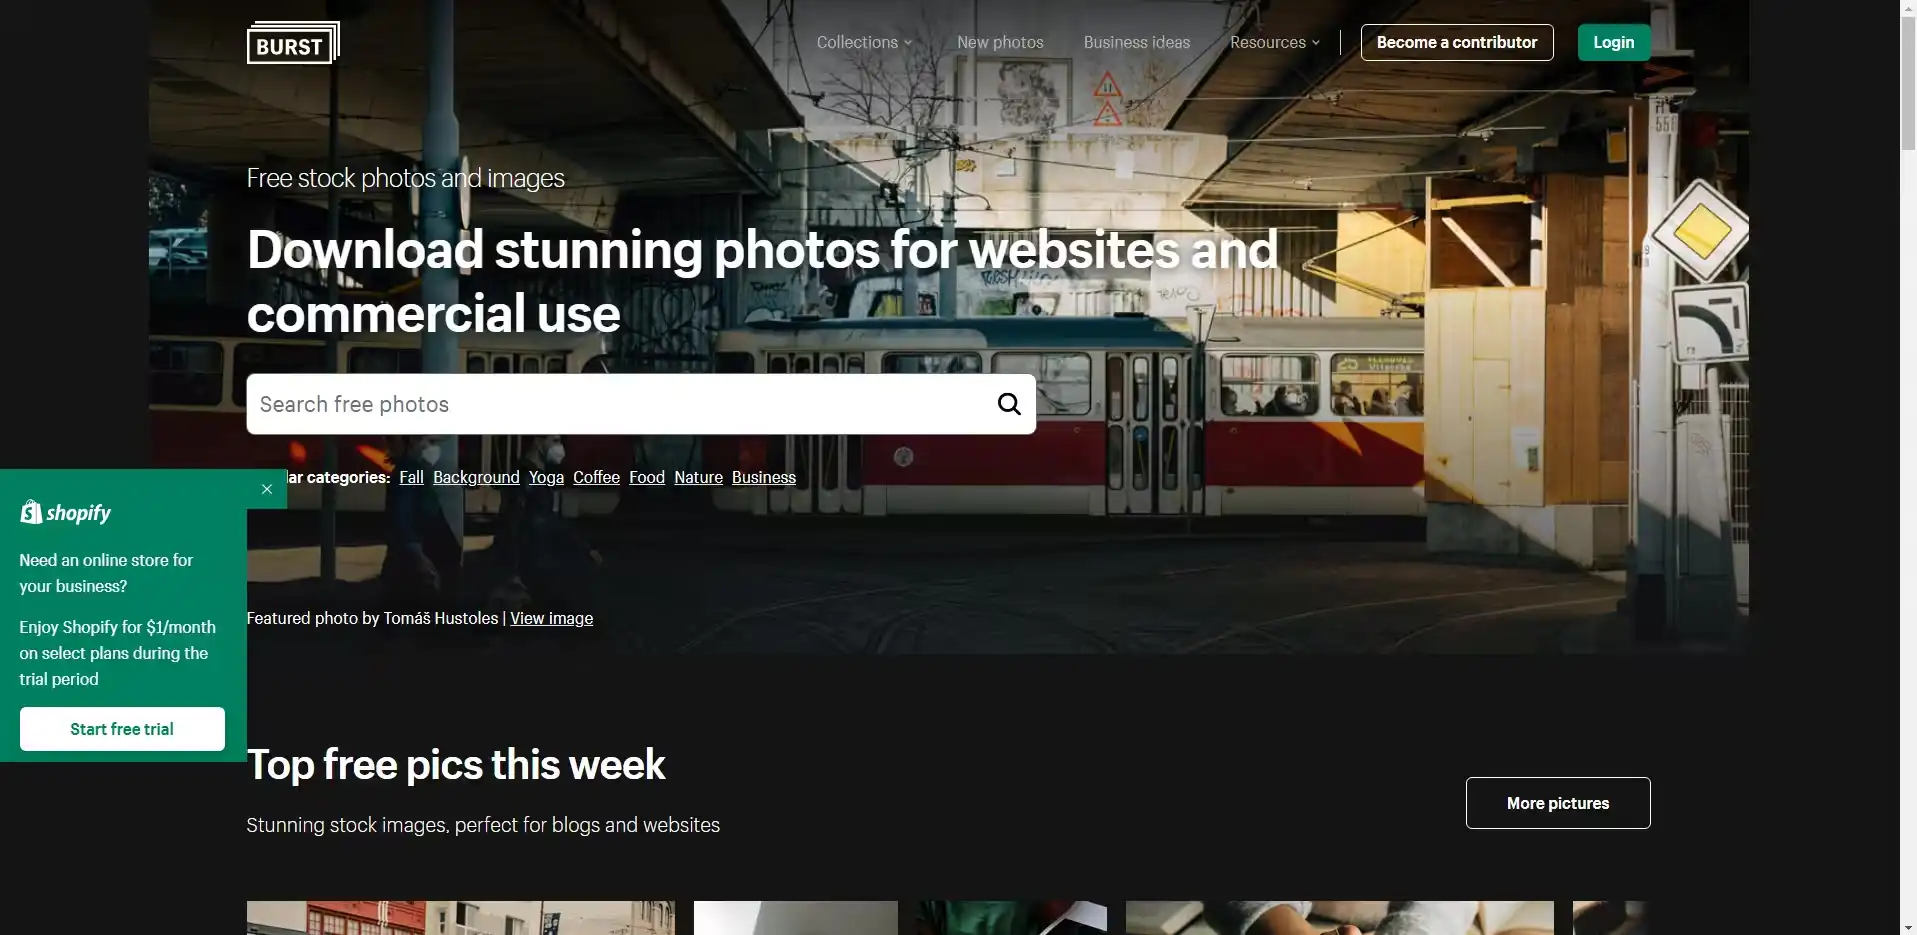 BURST
Collections
New photos
Business ideas
Resources
Become a contributor
Login
Free stock photos and images
Download stunning photos for websites and
commercial use
Search free photos
lar categories: Fall Background Yoga Coffee Food Nature Business
shopify
Need an online store for
your business?
Enjoy Shopify for $1/month
on select plans during the
trial period
Start free trial
Featured photo by Tomáš Hustoles | View image
Top free pics this week
Stunning stock images, perfect for blogs and websites
More pictures
25